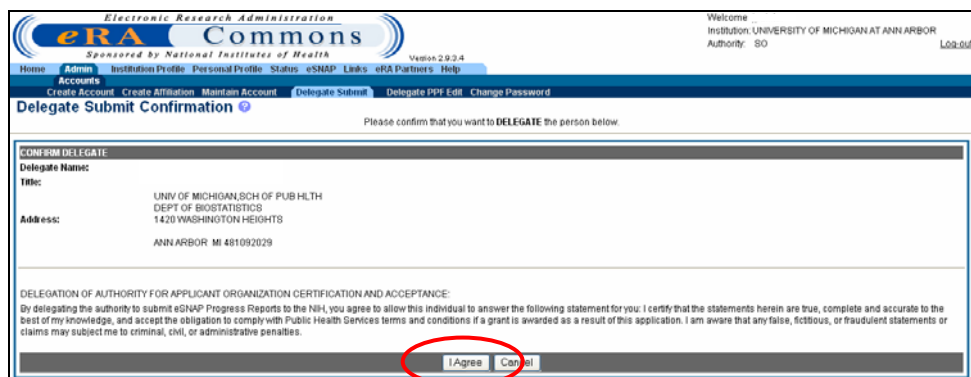 Electronic Research Administration
eRA Commons
Sponsored by National Institutes of Health
Version 2.9.3.4
Welcome
Institution: UNIVERSITY OF MICHIGAN AT ANN ARBOR
Authority: SO
Log-out
Home Admin Institution Profile Personal Profile Status eSNAP Links eRA Partners Help
Accounts
Create Account Create Affiliation Maintain Account Delegate Submit Delegate PPF Edit Change Password
Delegate Submit Confirmation ?
Please confirm that you want to DELEGATE the person below.
CONFIRM DELEGATE
Delegate Name:
Title:
UNIV OF MICHIGAN,SCH OF PUB HLTH
DEPT OF BIOSTATISTICS
Address: 1420 WASHINGTON HEIGHTS
ANN ARBOR MI 481092029
DELEGATION OF AUTHORITY FOR APPLICANT ORGANIZATION CERTIFICATION AND ACCEPTANCE:
By delegating the authority to submit eSNAP Progress Reports to the NIH, you agree to allow this individual to answer the following statement for you: I certify that the statements herein are true, complete and accurate to the
best of my knowledge, and accept the obligation to comply with Public Health Services terms and conditions if a grant is awarded as a result of this application. I am aware that any false, fictitious, or fraudulent statements or
claims may subject me to criminal, civil, or administrative penalties.
I Agree Cancel